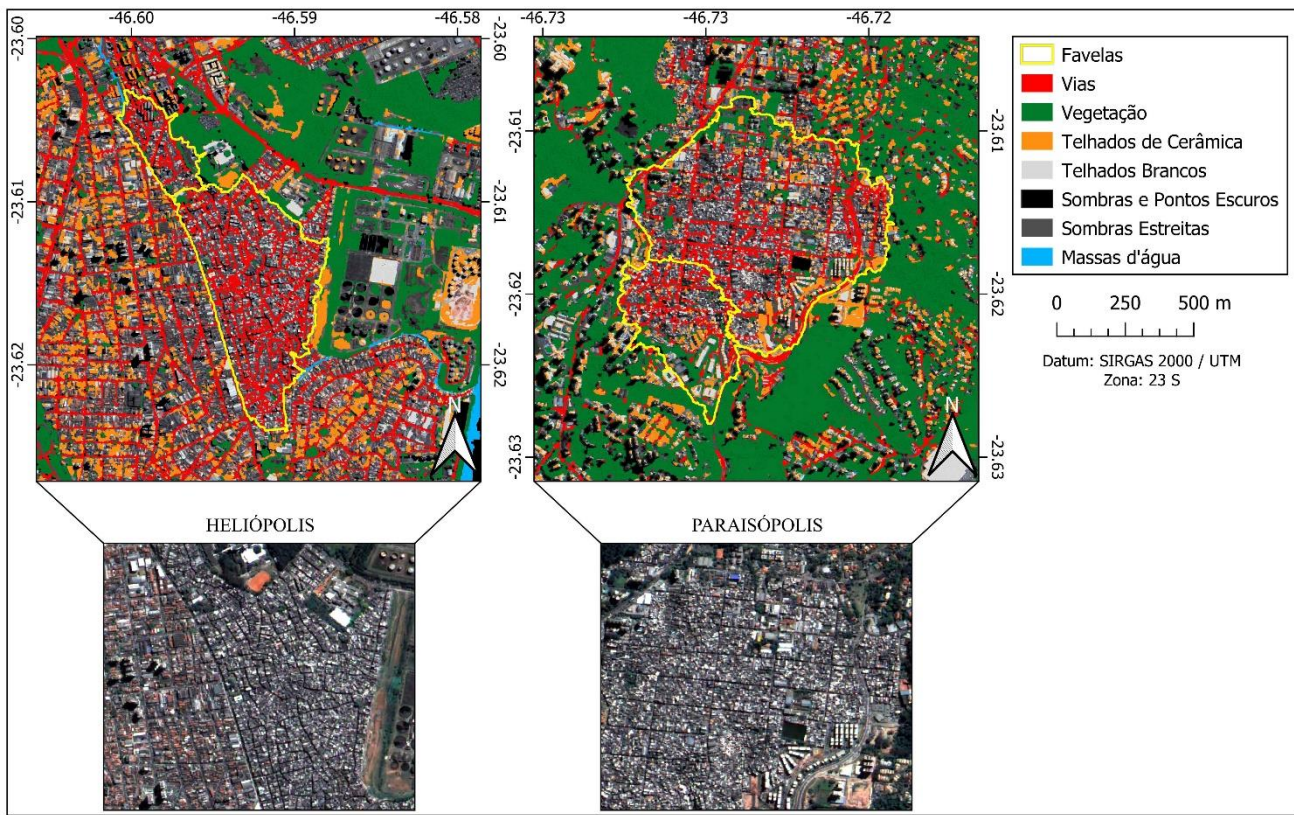 -46.60 -46.59 -46.58
-46.73 -46.73 -46.72
-23.60 -23.60
-23.61 -23.61
-23.62 -23.62
-23.61 -23.61
-23.62 -23.62
-23.63 -23.63
N
N
Favelas
Vias
Vegetação
Telhados de Cerâmica
Telhados Brancos
Sombras e Pontos Escuros
Sombras Estreitas
Massas d'água
0 250 500 m
Datum: SIRGAS 2000 / UTM
Zona: 23 S
HELIÓPOLIS
PARAISÓPOLIS